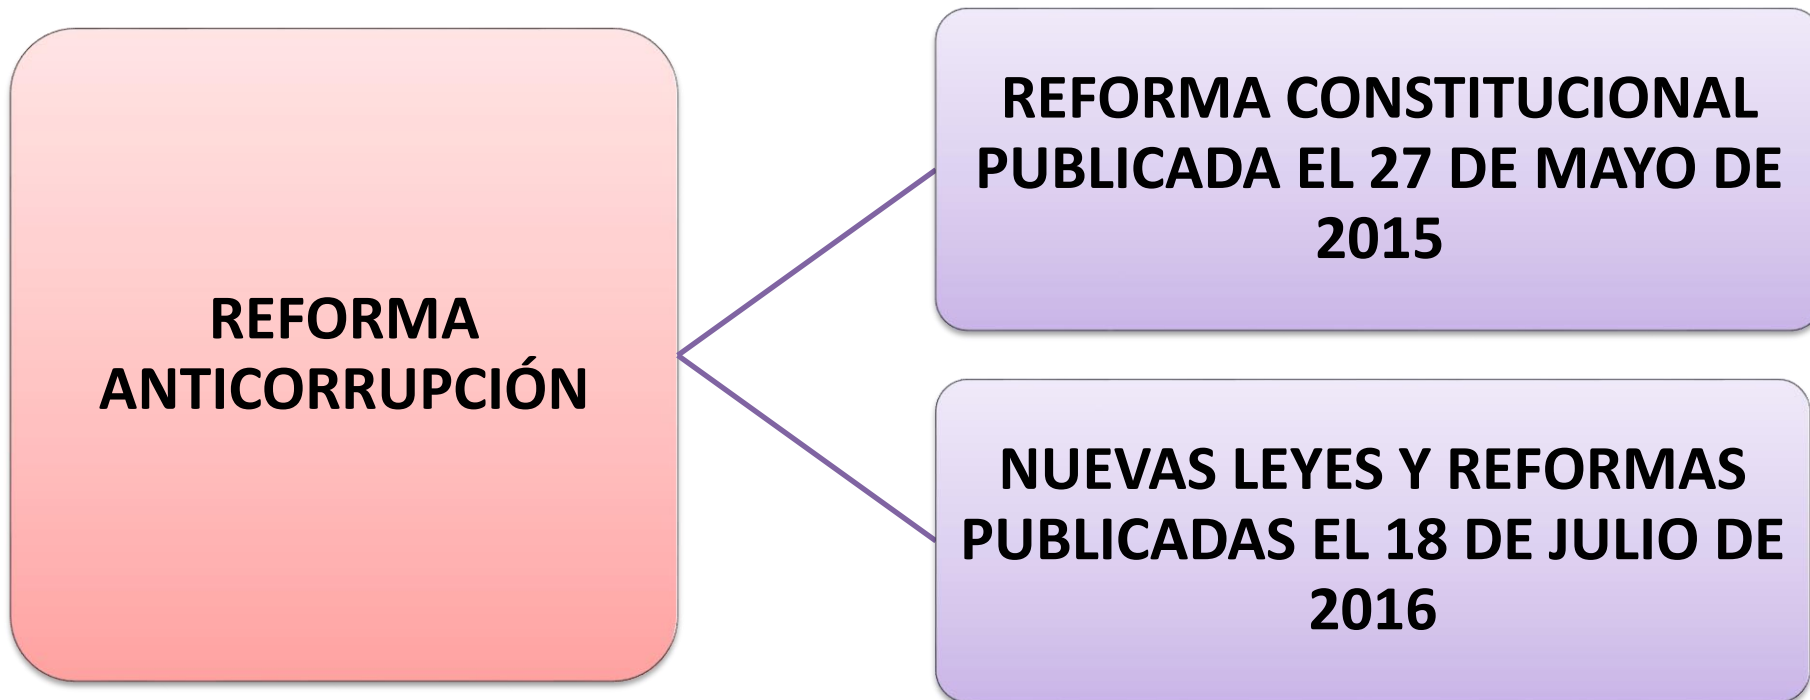 REFORMA
ANTICORRUPCIÓN
REFORMA CONSTITUCIONAL
PUBLICADA EL 27 DE MAYO DE
2015
NUEVAS LEYES Y REFORMAS
PUBLICADAS EL 18 DE JULIO DE
2016